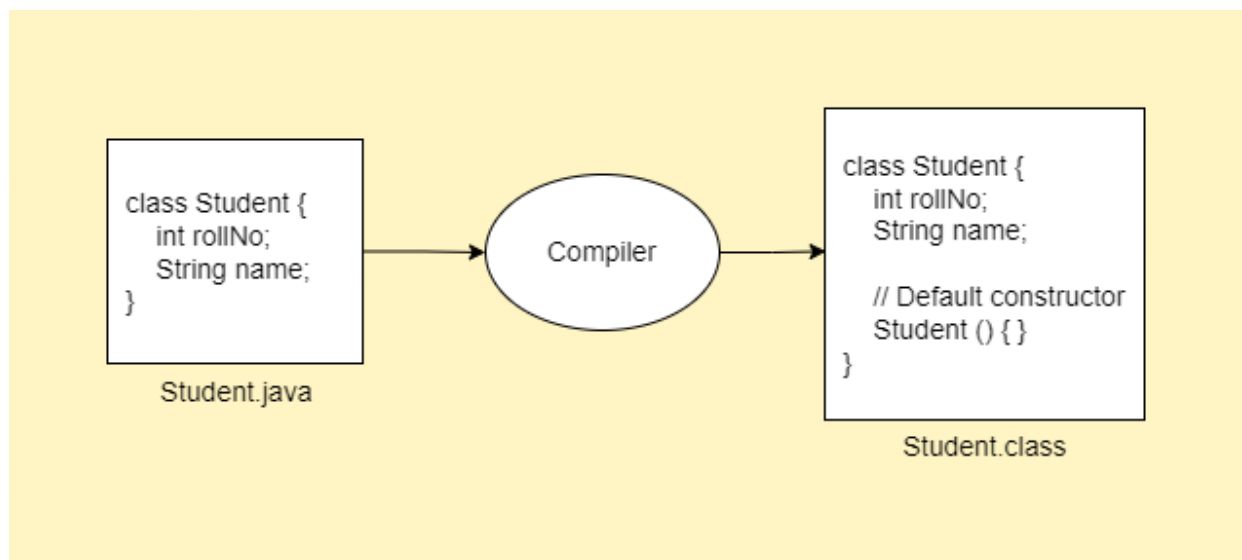 class Student {
int rollNo;
String name;
}
Student.java
Compiler
class Student {
int rollNo;
String name;
// Default constructor
Student () { }
}
Student.class